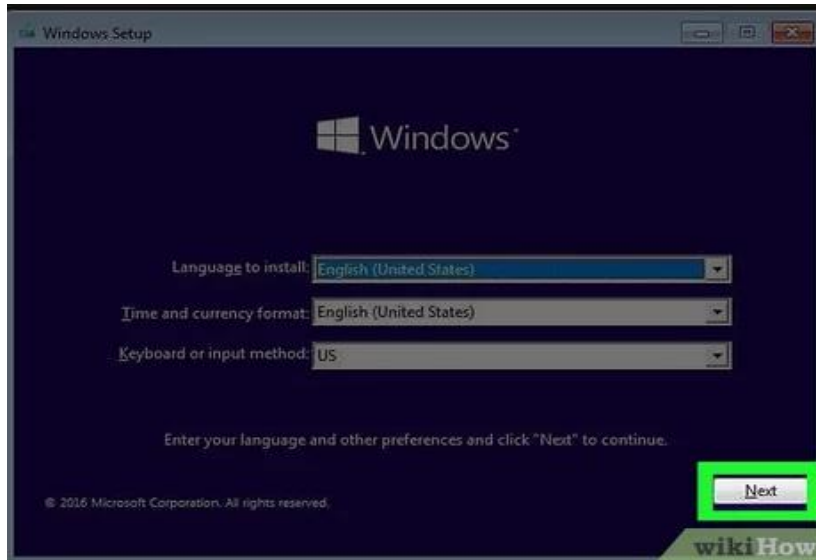 Windows Setup
Windows
Language to install: English (United States)
Time and currency format: English (United States)
Keyboard or input method: US
Enter your language and other preferences and click "Next" to continue.
Next
© 2016 Microsoft Corporation. All rights reserved.
wikiHow